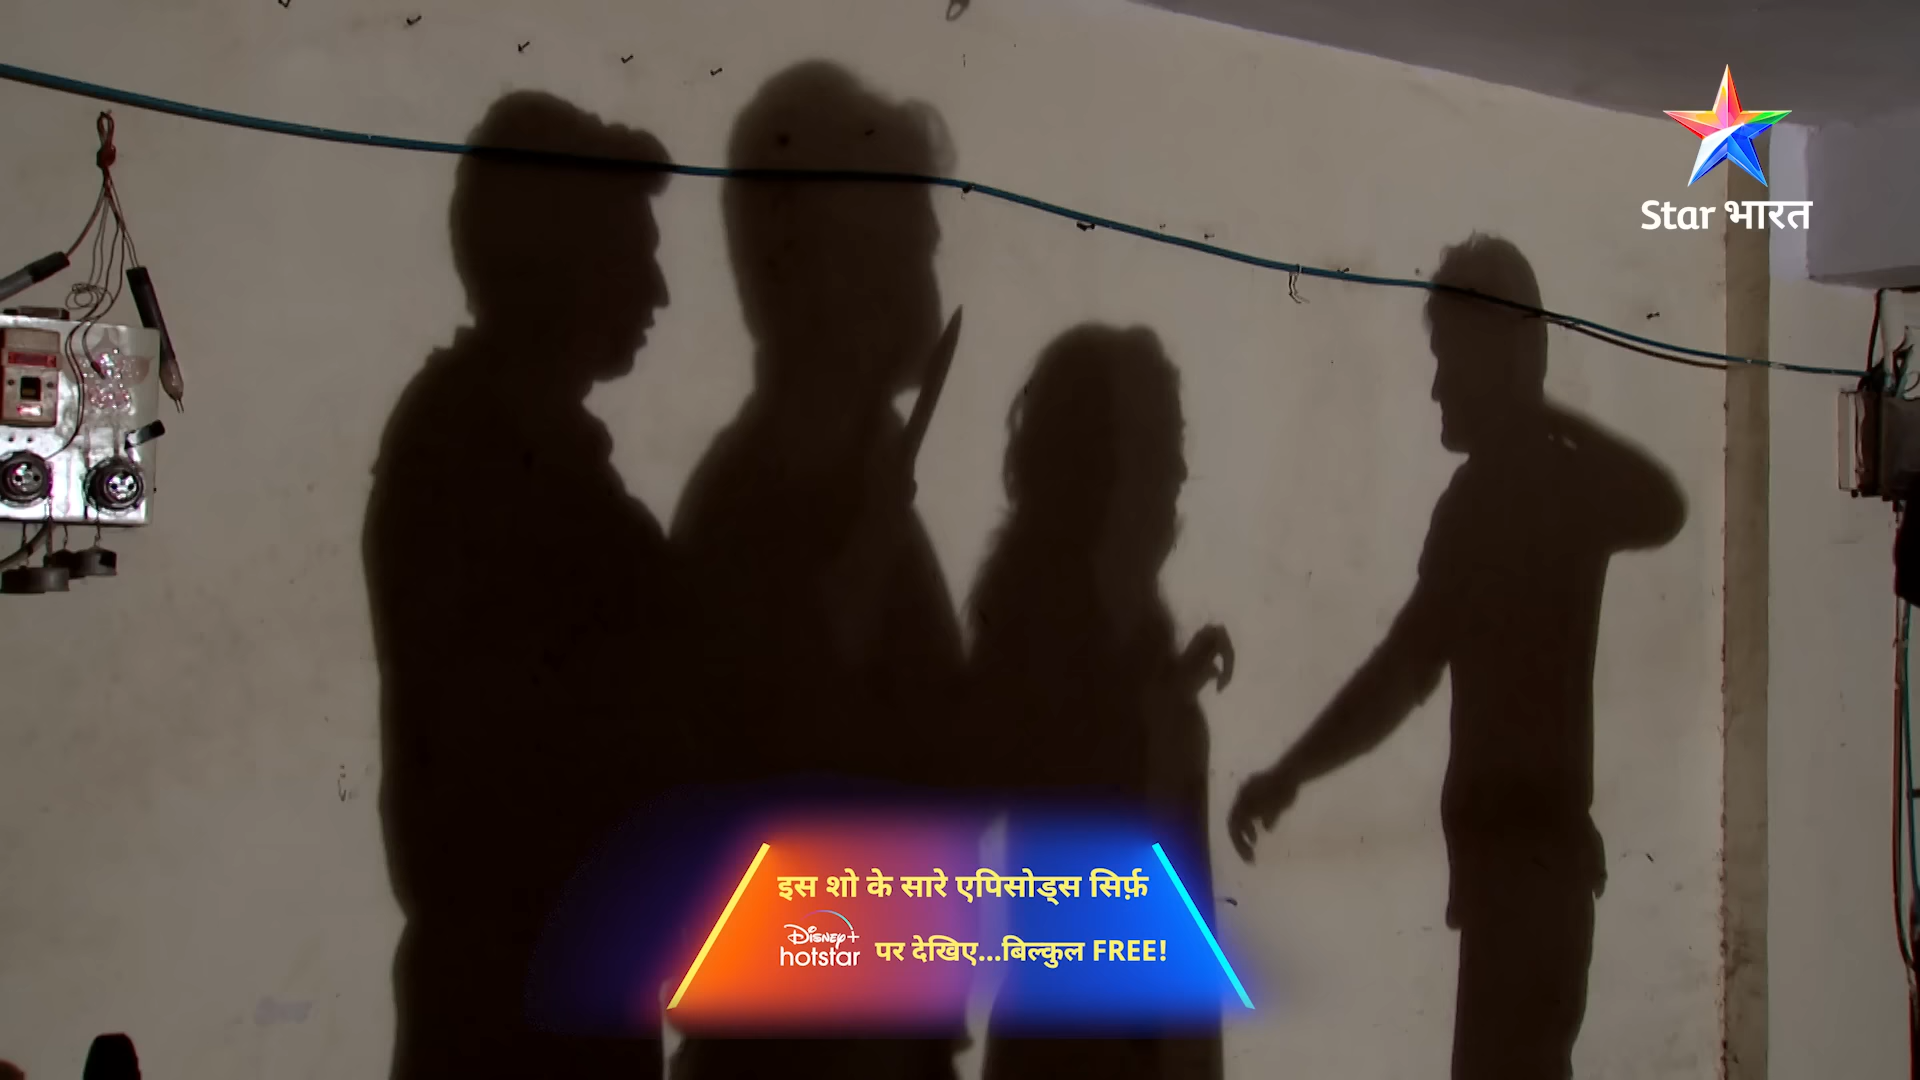 Star भारत
इस शो के सारे एपिसोड्स सिर्फ़
Disney+ hotstar पर देखिए...बिल्कुल FREE!